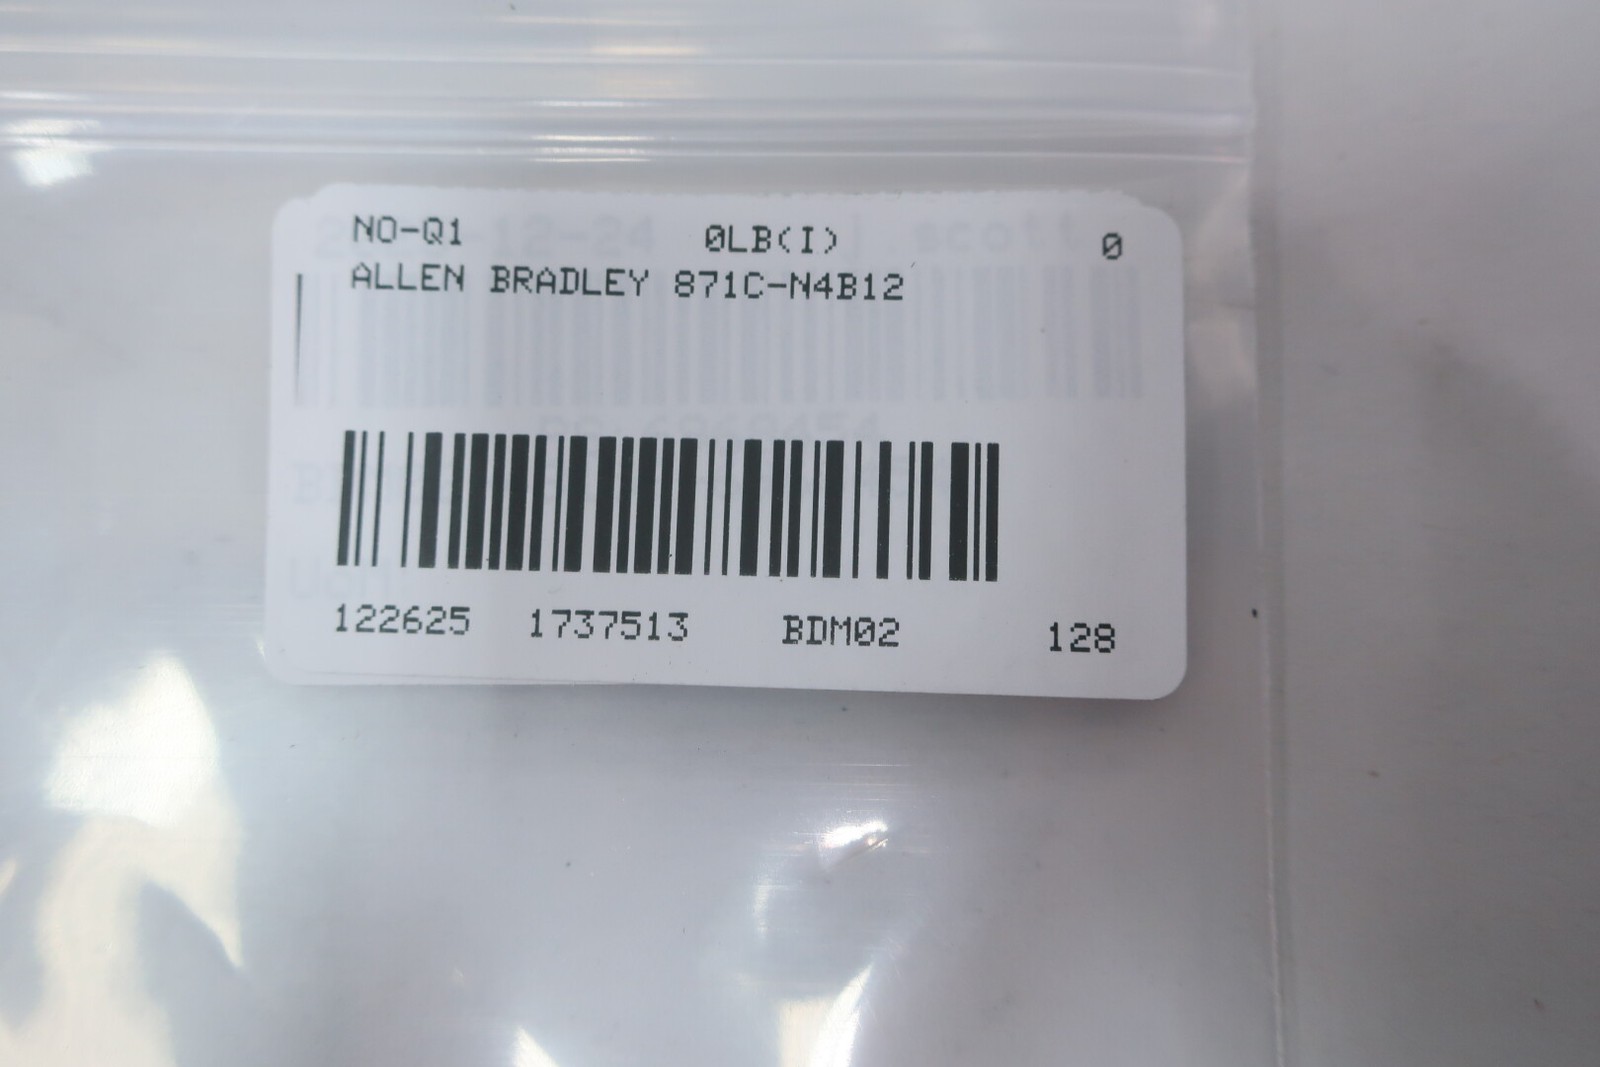 NO-Q1 0LB(I) 0
ALLEN BRADLEY 871C-N4B12
122625 1737513 BDM02 128